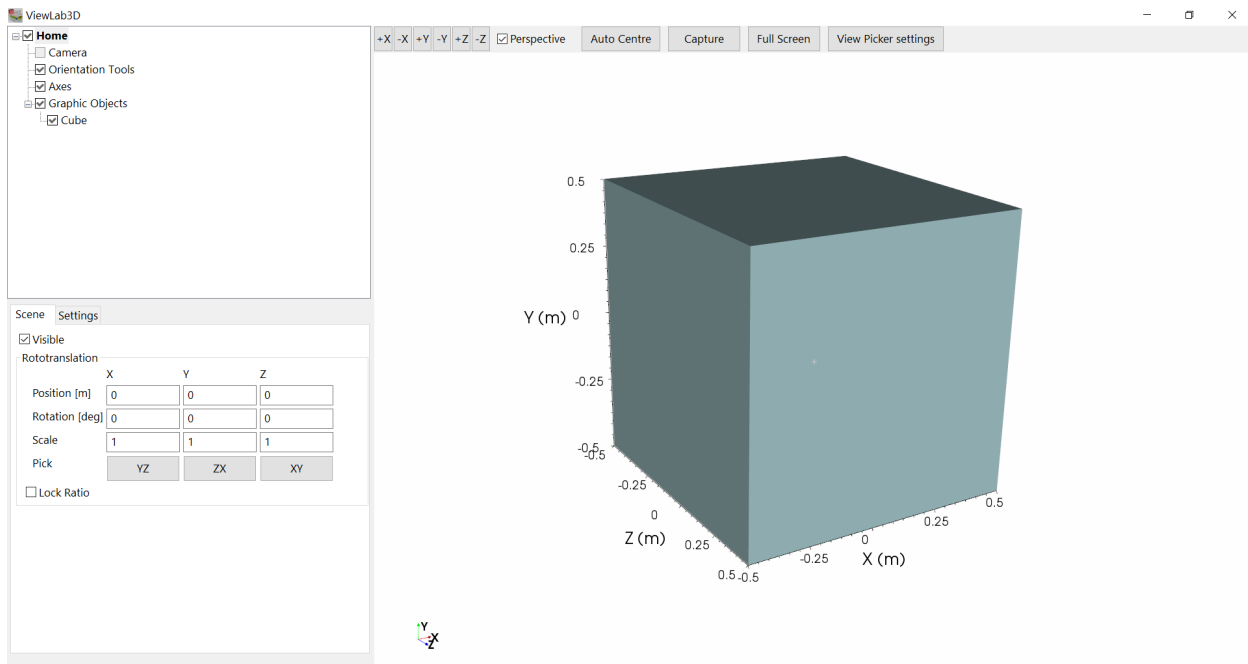 ViewLab3D
Home
Camera
Orientation Tools
Axes
Graphic Objects
Cube
+X -X +Y -Y +Z -Z Perspective Auto Centre Capture Full Screen View Picker settings
Scene Settings
Visible
Rototranslation
X Y Z
Position [m] 0 0 0
Rotation [deg] 0 0 0
Scale 1 1 1
Pick YZ ZX XY
Lock Ratio
0.5
0.25
Y (m) 0
-0.25
-0.5
-0.5
-0.25
0
Z (m) 0.25
0.5
-0.5
-0.25
0
X (m)
0.25
0.5
Y
X
Z